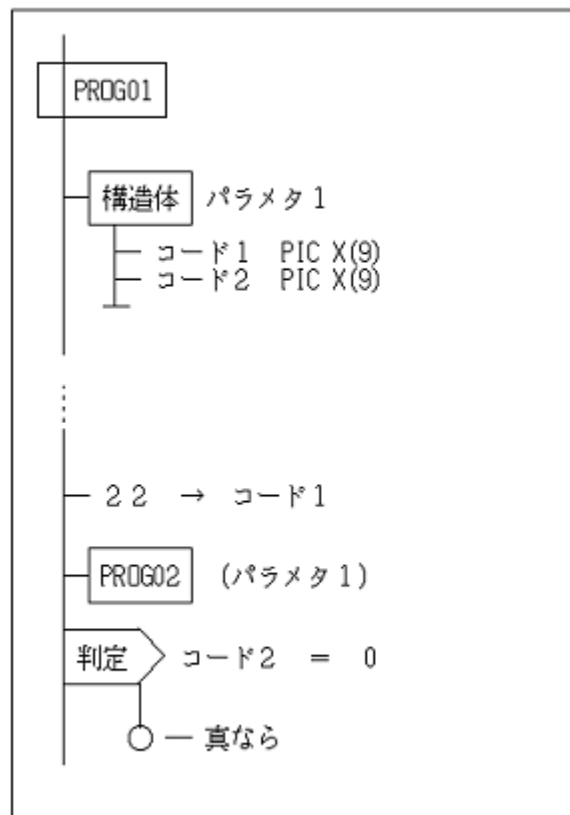 PROG01
構造体 パラメタ1
コード1 PIC X(9)
コード2 PIC X(9)
22 → コード1
PROG02 (パラメタ1)
判定 コード2 = 0
真なら